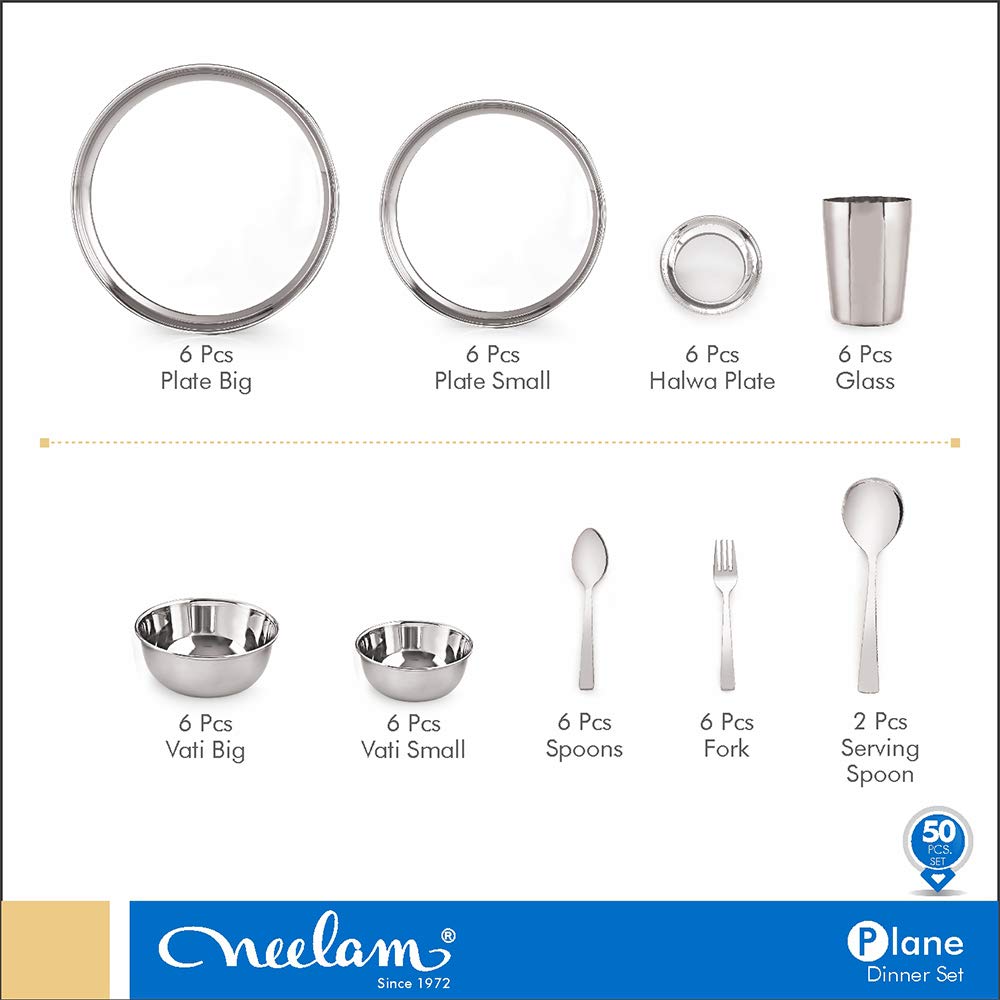 6 Pcs
Plate Big
6 Pcs
Plate Small
6 Pcs
Halwa Plate
6 Pcs
Glass
6 Pcs
Vati Big
6 Pcs
Vati Small
6 Pcs
Spoons
6 Pcs
Fork
2 Pcs
Serving
Spoon
50
PCS.
SET
neelam®
Since 1972
Plane
Dinner Set